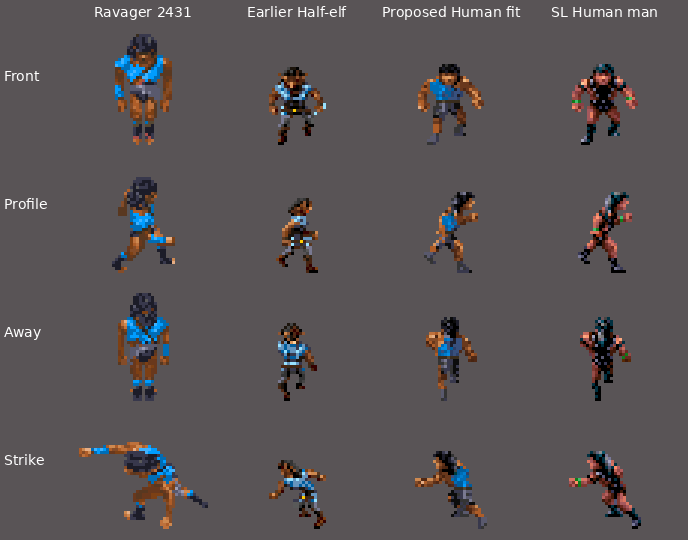 Ravager 2431 Earlier Half-elf Proposed Human fit SL Human man
Front
Profile
Away
Strike